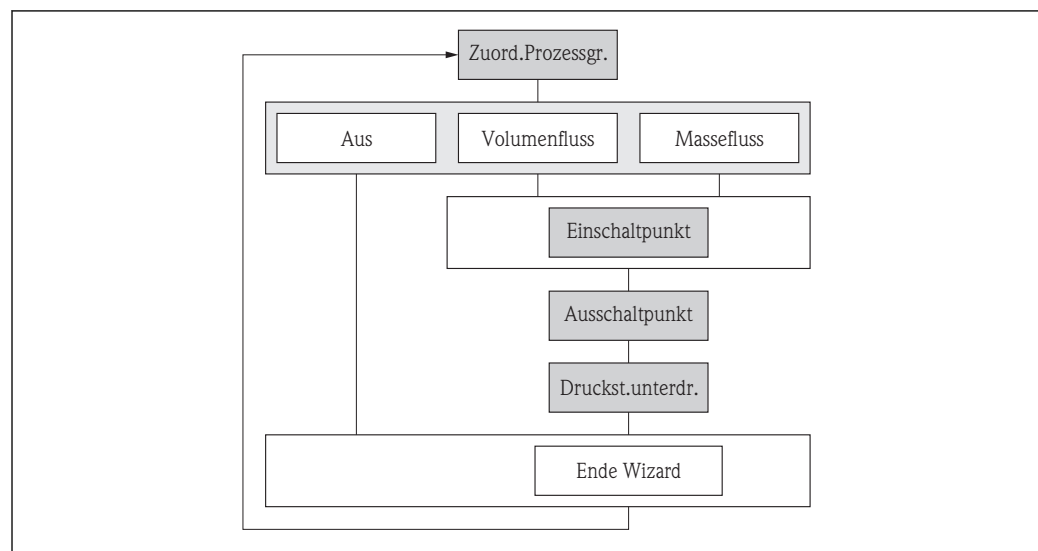 Zuord.Prozessgr.
Aus
Volumenfluss
Massefluss
Einschaltpunkt
Ausschaltpunkt
Druckst.unterdr.
Ende Wizard